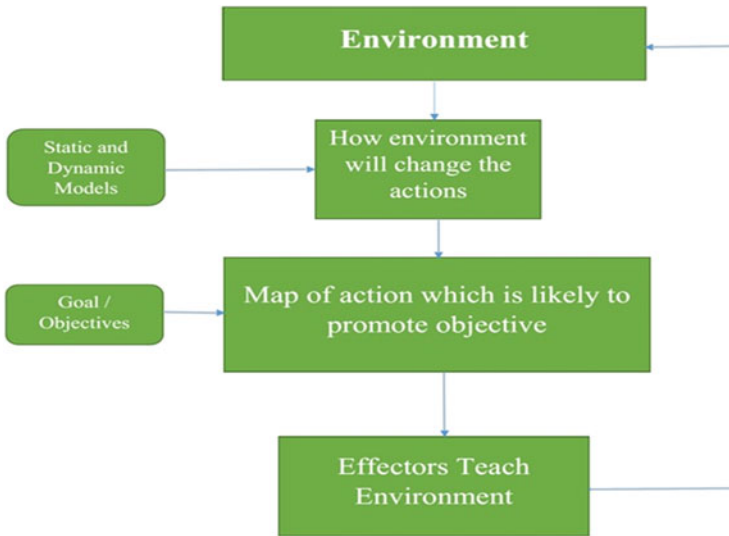 Environment
How environment
will change the
actions
Static and
Dynamic
Models
Map of action which is likely to
promote objective
Goal /
Objectives
Effectors Teach
Environment